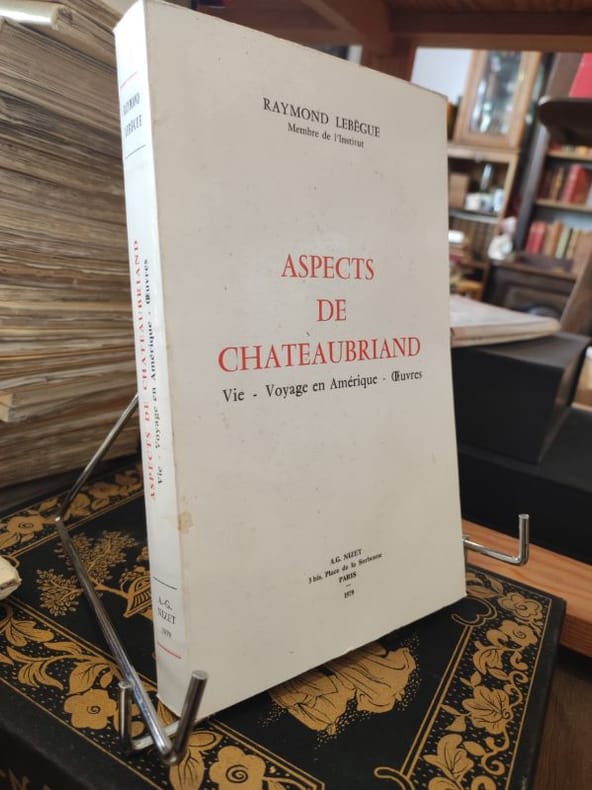 RAYMOND LEBÈGUE
Membre de l'Institut
ASPECTS
DE
CHATEAUBRIAND
Vie - Voyage en Amérique - Œuvres
A.G. NIZET
3 bis, Place de la Sorbonne
PARIS
1979
RAYMOND
LEBÈGUE
ASPECTS DE CHATEAUBRIAND
Vie - Voyage en Amérique - Œuvres
A.-G.
NIZET
1979